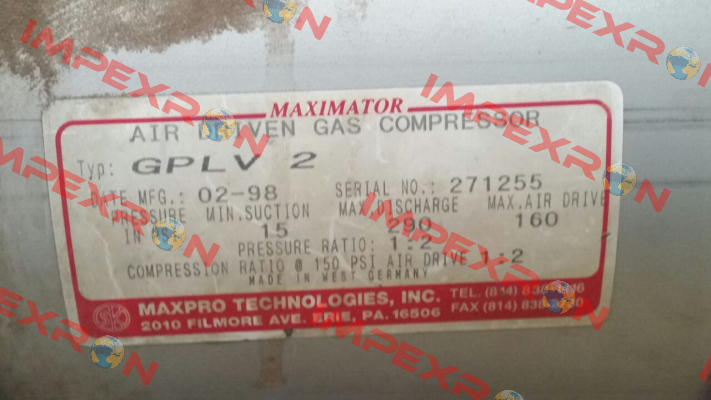 MAXIMATOR
AIR DRIVEN GAS COMPRESSOR
Typ: GPLV 2
DATE MFG.: 02-98 SERIAL NO.: 271255
PRESSURE MIN.SUCTION MAX.DISCHARGE MAX.AIR DRIVE
IN PSI 15 290 160
PRESSURE RATIO: 1:2
COMPRESSION RATIO @ 150 PSI AIR DRIVE 1:2
MADE IN WEST GERMANY
MAXPRO TECHNOLOGIES, INC. TEL. (814)
2010 FILMORE AVE. ERIE, PA. 16506 FAX (814)
IMPEXRON
IMPEXRON
IMPEXRON
IMPEXRON
IMPEXRON